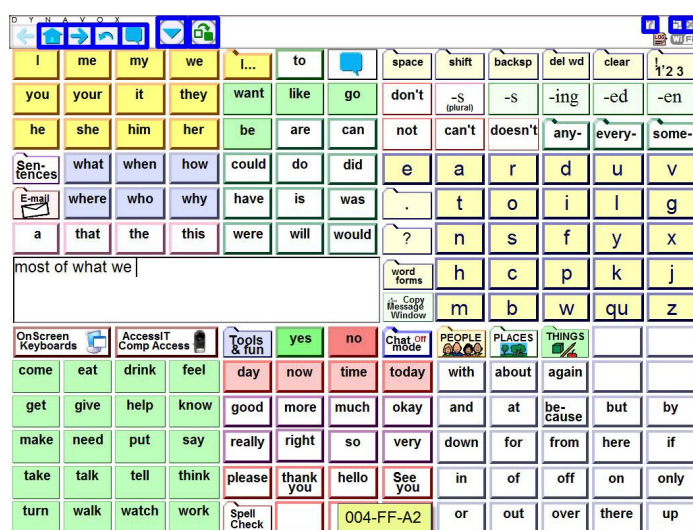 DYNAVOX
LOG WiFi
I me my we I... to space shift backsp del wd clear ! 1'2 3
you your it they want like go don't -s (plural) -s -ing -ed -en
he she him her be are can not can't doesn't any- every- some-
Sen-tences what when how could do did e a r d u v
E-mail where who why have is was . t o i l g
a that the this were will would ? n s f y x
most of what we word forms h c p k j
Copy Message Window m b w qu z
OnScreen Keyboards AccessIT Comp Access Tools & fun yes no Chat Off mode PEOPLE PLACES THINGS
come eat drink feel day now time today with about again
get give help know good more much okay and at be-cause but by
make need put say really right so very down for from here if
take talk tell think please thank you hello See you in of off on only
turn walk watch work Spell Check 004-FF-A2 or out over there up